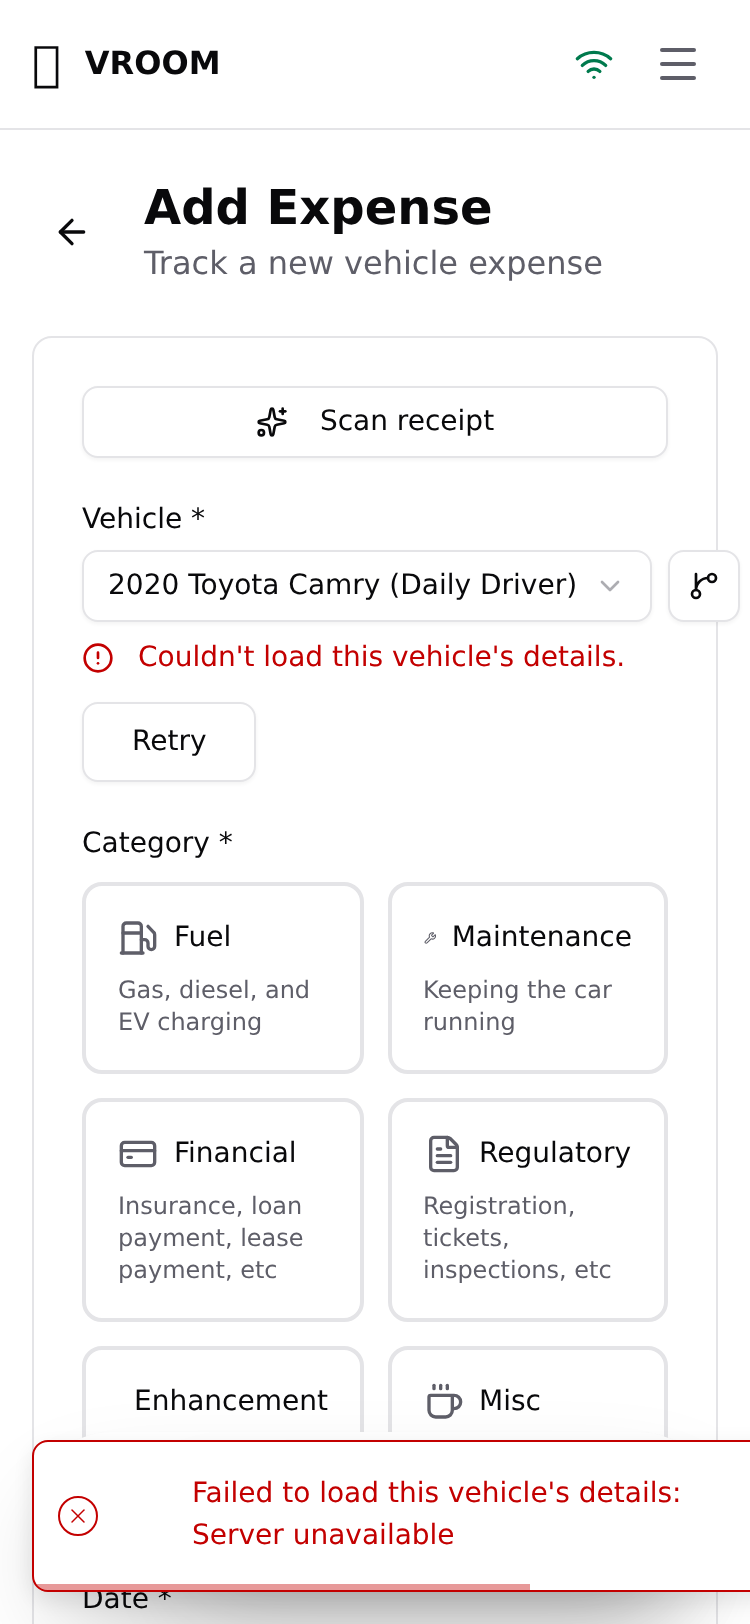 VROOM
Add Expense
Track a new vehicle expense
Scan receipt
Vehicle *
2020 Toyota Camry (Daily Driver)
Couldn't load this vehicle's details.
Retry
Category *
Fuel
Gas, diesel, and
EV charging
Maintenance
Keeping the car
running
Financial
Insurance, loan
payment, lease
payment, etc
Regulatory
Registration,
tickets,
inspections, etc
Enhancement
Misc
Failed to load this vehicle's details:
Server unavailable
Date *